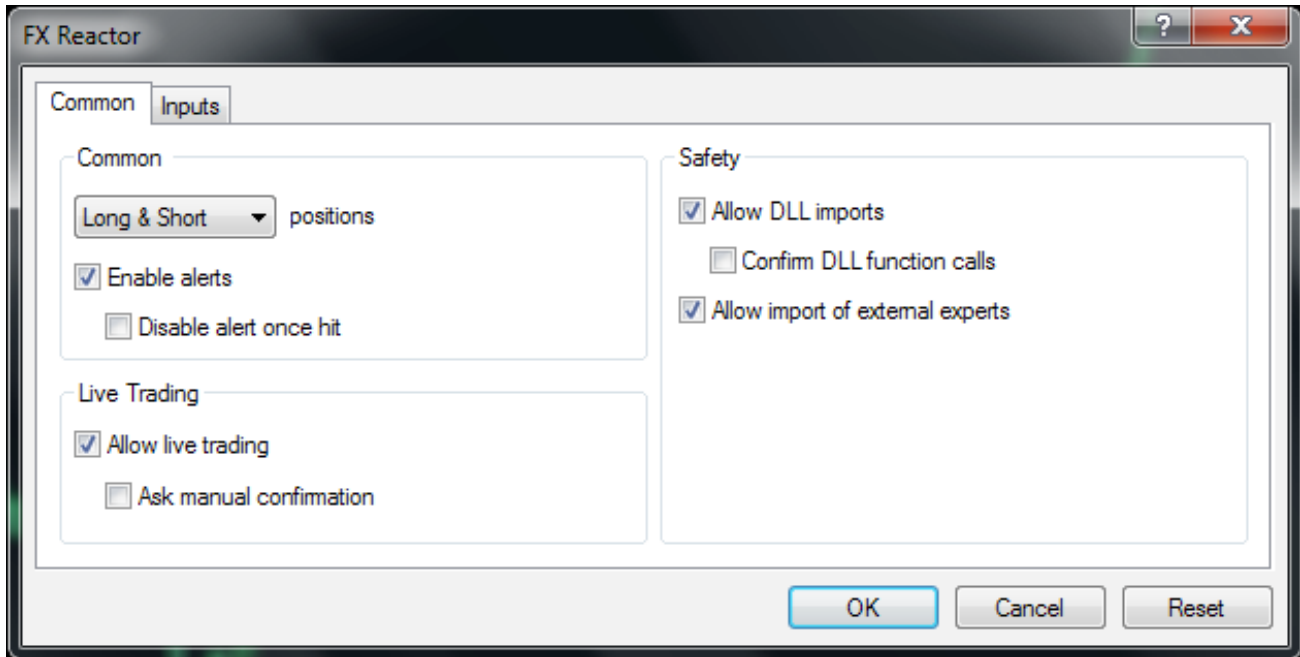 FX Reactor
?
X
Common
Inputs
Common
Long & Short
positions
Enable alerts
Disable alert once hit
Live Trading
Allow live trading
Ask manual confirmation
Safety
Allow DLL imports
Confirm DLL function calls
Allow import of external experts
OK
Cancel
Reset